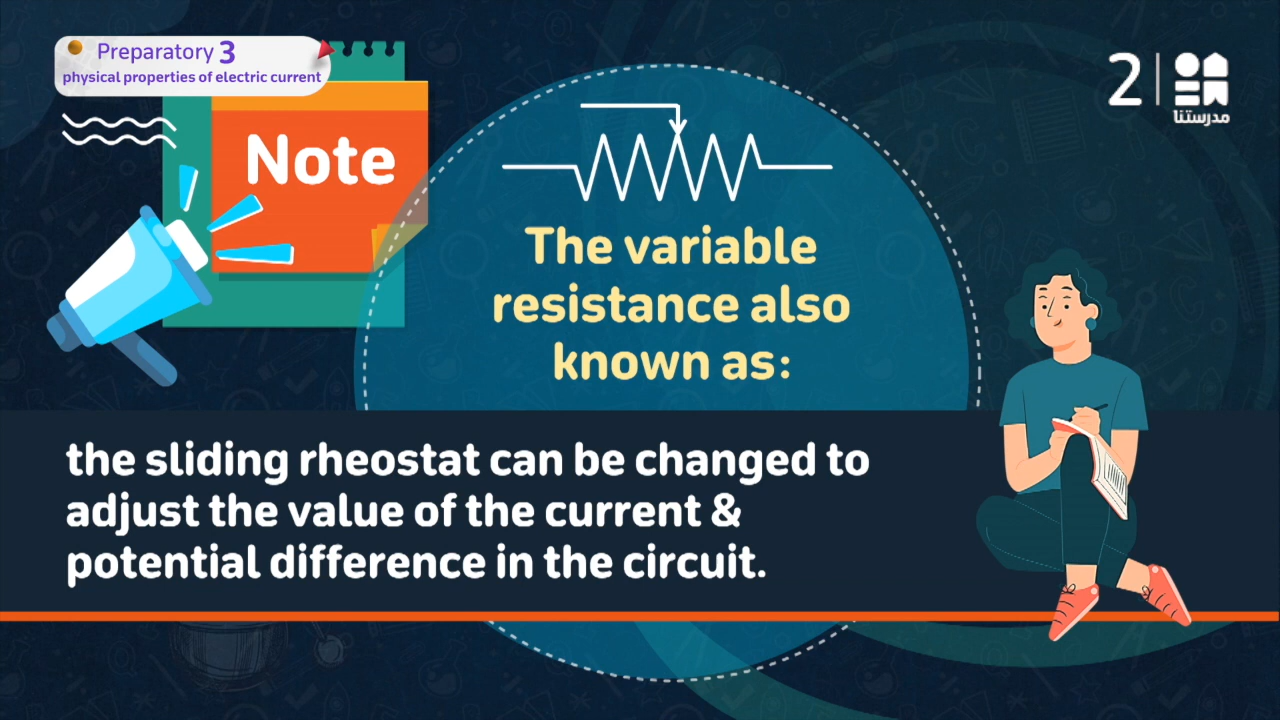 Preparatory 3
physical properties of electric current
Note
2
مدرستنا
The variable
resistance also
known as:
the sliding rheostat can be changed to
adjust the value of the current &
potential difference in the circuit.